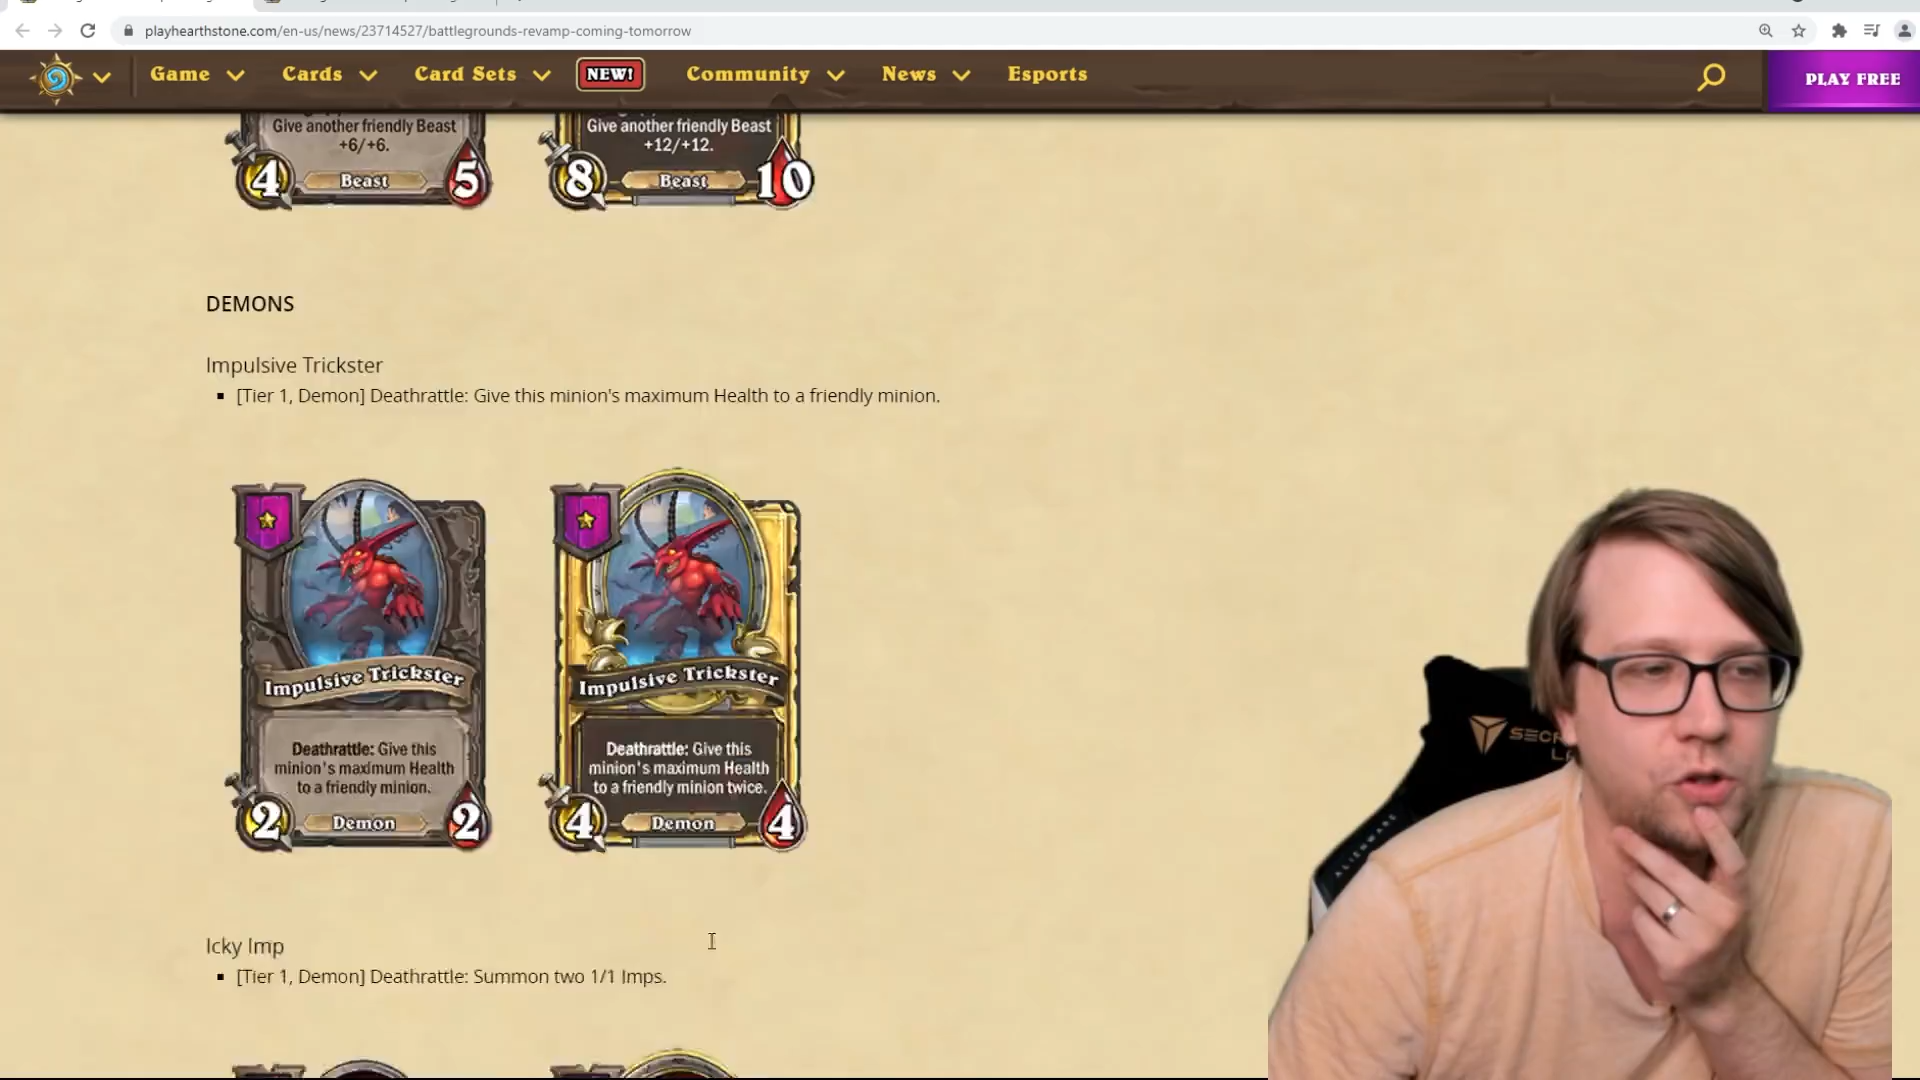 playhearthstone.com/en-us/news/23714527/battlegrounds-revamp-coming-tomorrow
Game Cards Card Sets NEW! Community News Esports PLAY FREE
Give another friendly Beast
+6/+6.
4 Beast 5
Give another friendly Beast
+12/+12.
8 Beast 10
DEMONS
Impulsive Trickster
▪ [Tier 1, Demon] Deathrattle: Give this minion's maximum Health to a friendly minion.
Impulsive Trickster
Deathrattle: Give this
minion's maximum Health
to a friendly minion.
2 Demon 2
Impulsive Trickster
Deathrattle: Give this
minion's maximum Health
to a friendly minion twice.
4 Demon 4
Icky Imp
▪ [Tier 1, Demon] Deathrattle: Summon two 1/1 Imps.
ALIENWARE